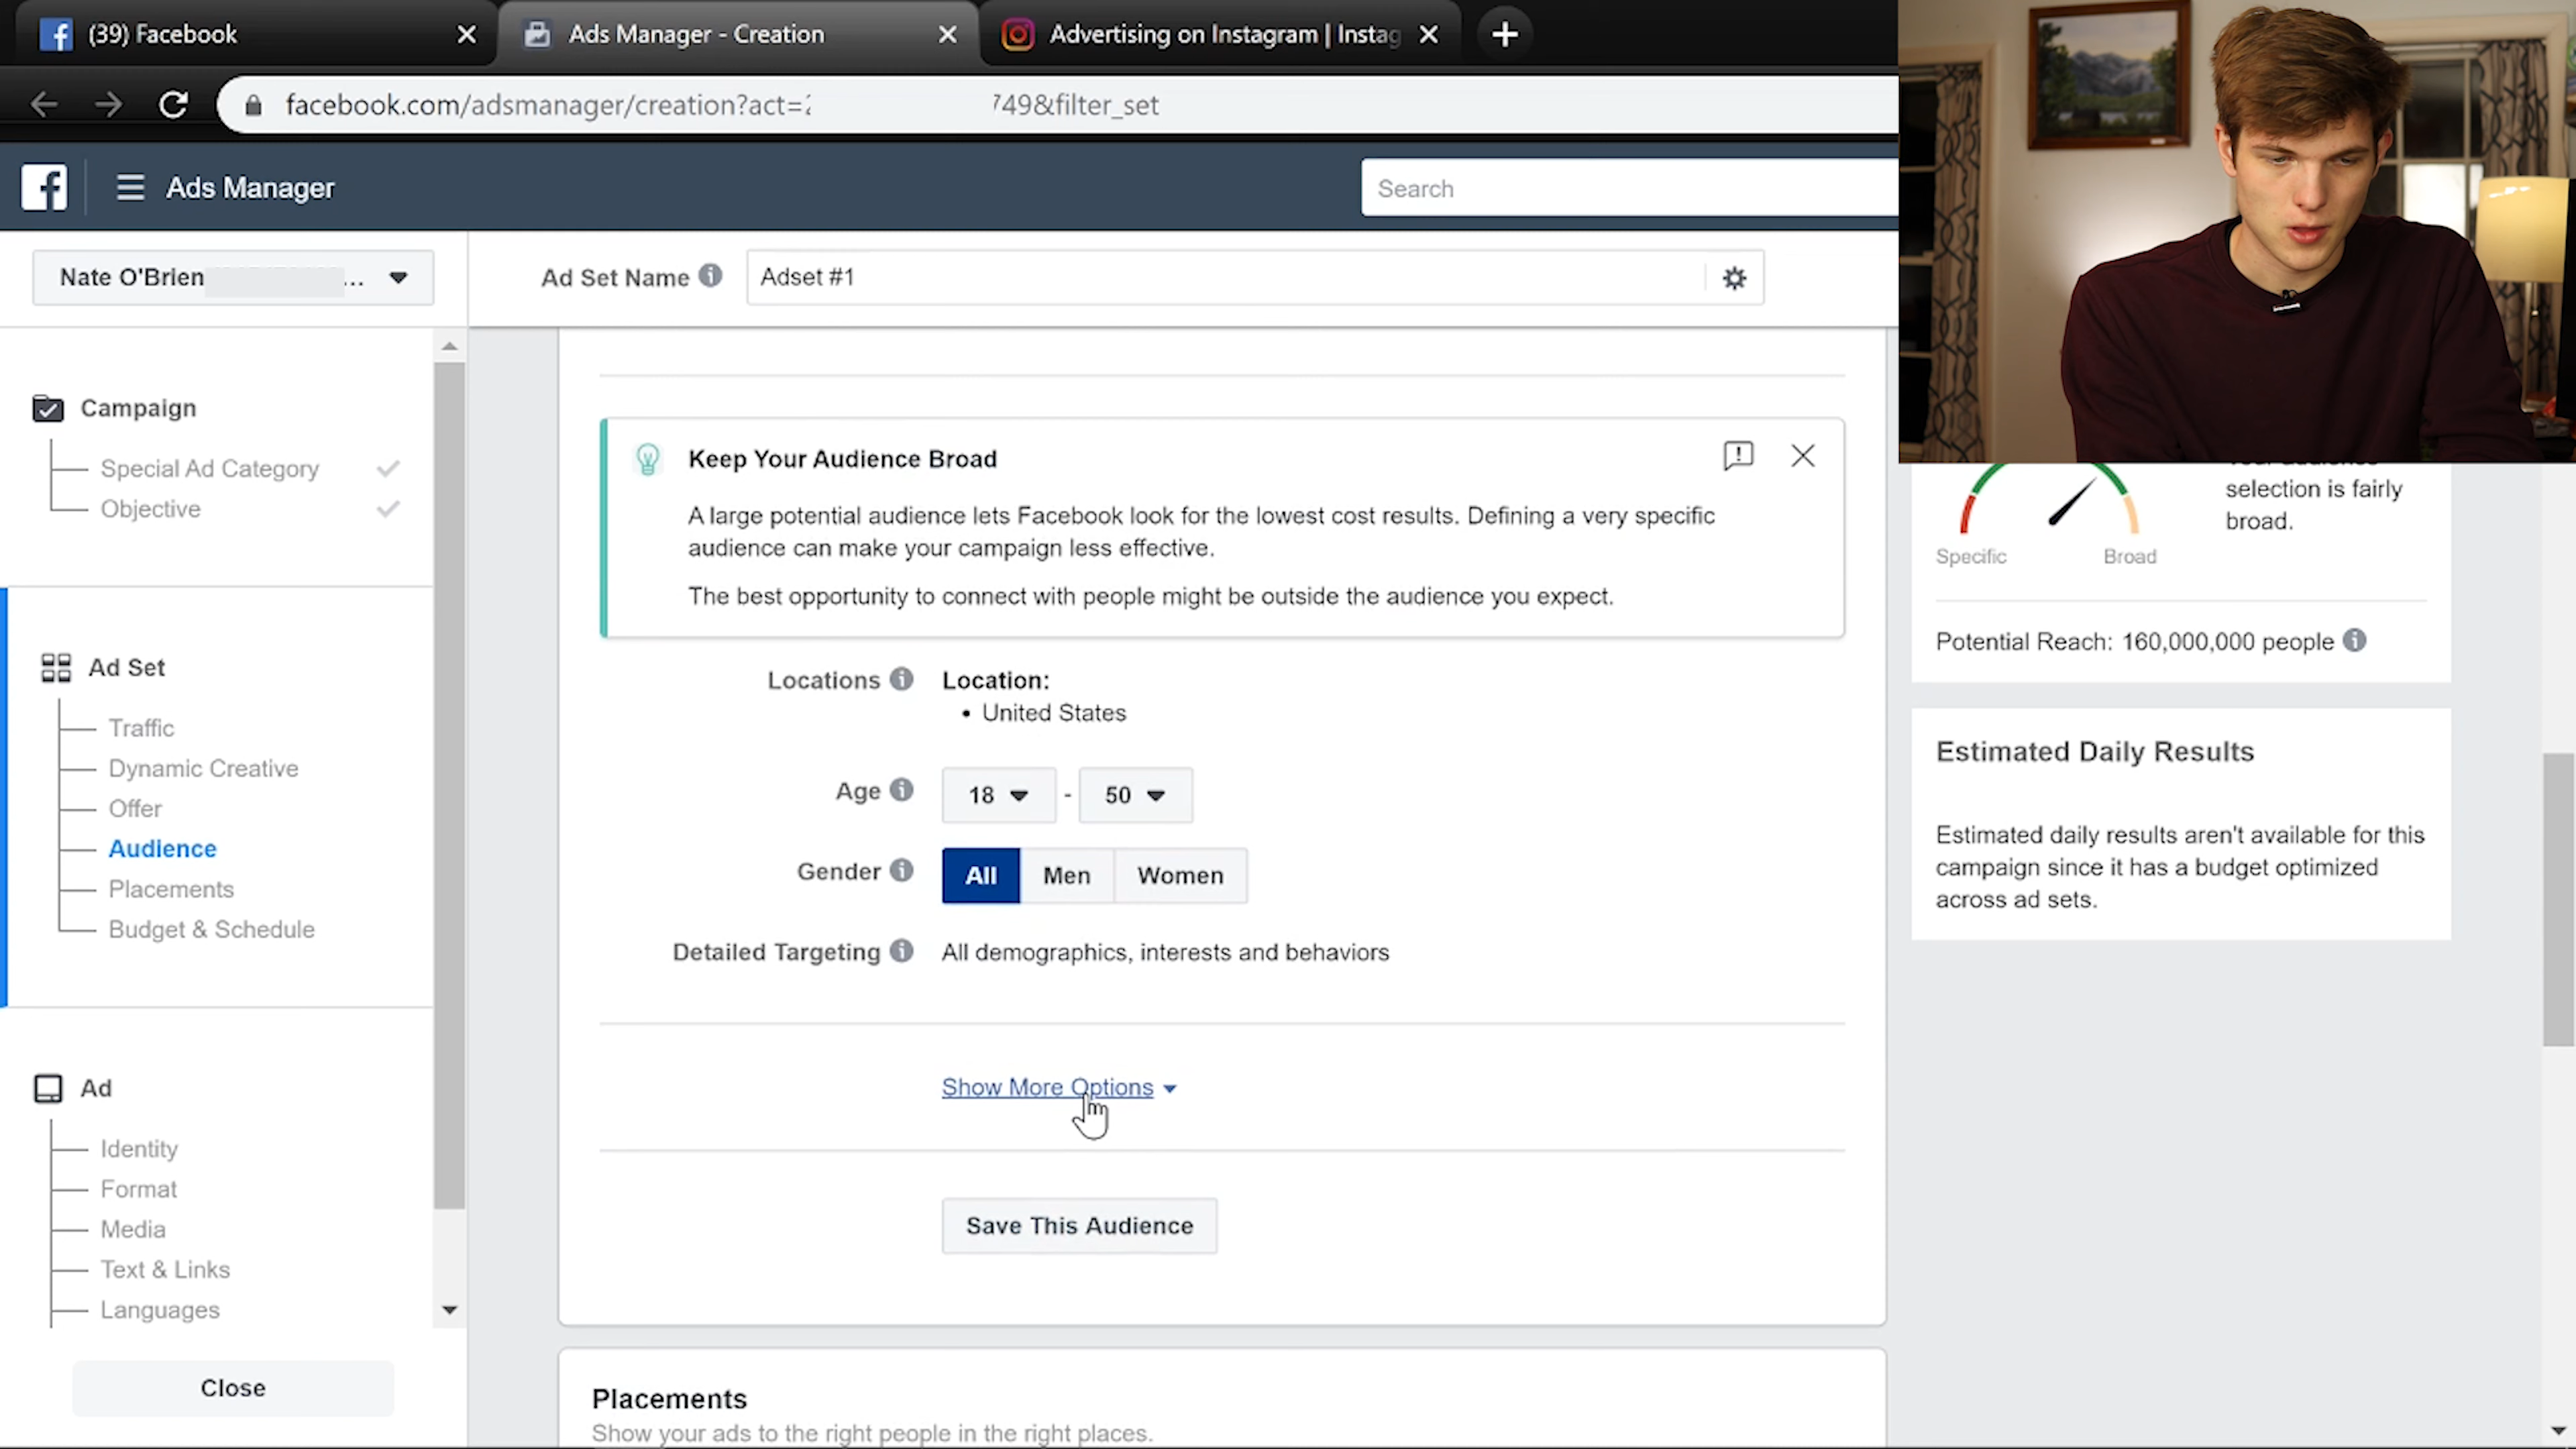 (39) Facebook
Ads Manager - Creation
Advertising on Instagram | Instag
facebook.com/adsmanager/creation?act=
749&filter_set
Ads Manager
Search
Nate O'Brien ...
Ad Set Name
Adset #1
Campaign
Special Ad Category
Objective
Ad Set
Traffic
Dynamic Creative
Offer
Audience
Placements
Budget & Schedule
Ad
Identity
Format
Media
Text & Links
Languages
Close
Keep Your Audience Broad
A large potential audience lets Facebook look for the lowest cost results. Defining a very specific
audience can make your campaign less effective.
The best opportunity to connect with people might be outside the audience you expect.
Locations
Location:
• United States
Age
18 - 50
Gender
All Men Women
Detailed Targeting
All demographics, interests and behaviors
Show More Options
Save This Audience
Placements
Show your ads to the right people in the right places.
selection is fairly
broad.
Specific
Broad
Potential Reach: 160,000,000 people
Estimated Daily Results
Estimated daily results aren't available for this
campaign since it has a budget optimized
across ad sets.